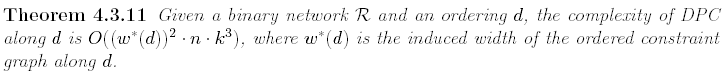 Theorem 4.3.11 Given a binary network ℛ and an ordering d, the complexity of DPC
along d is O((w*(d))² · n · k³), where w*(d) is the induced width of the ordered constraint
graph along d.